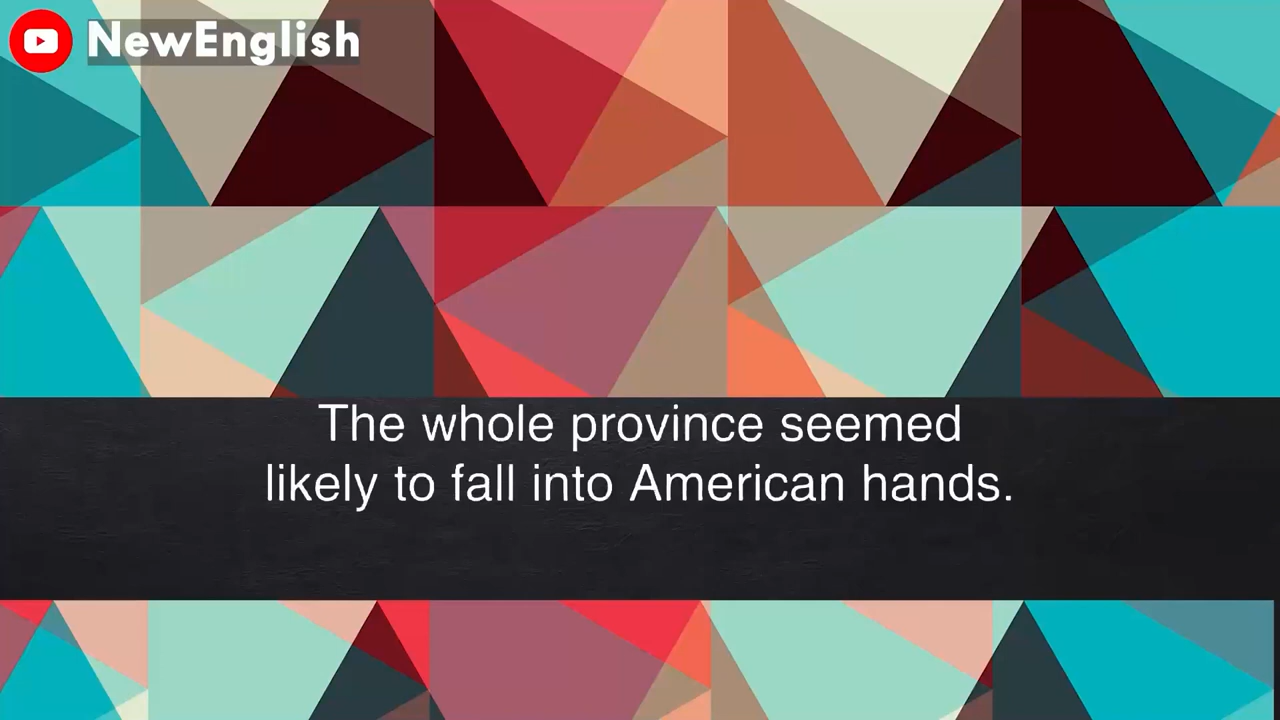 NewEnglish
The whole province seemed
likely to fall into American hands.